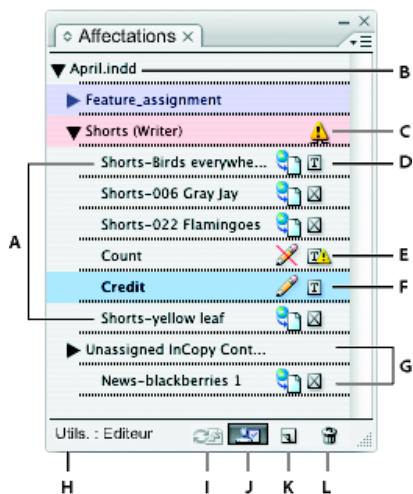 Affectations
April.indd
B
Feature_assignment
Shorts (Writer)
C
Shorts-Birds everywhe...
D
Shorts-006 Gray Jay
Shorts-022 Flamingoes
A
Count
E
Credit
F
Shorts-yellow leaf
Unassigned InCopy Cont...
G
News-blackberries 1
Utils. : Editeur
H I J K L